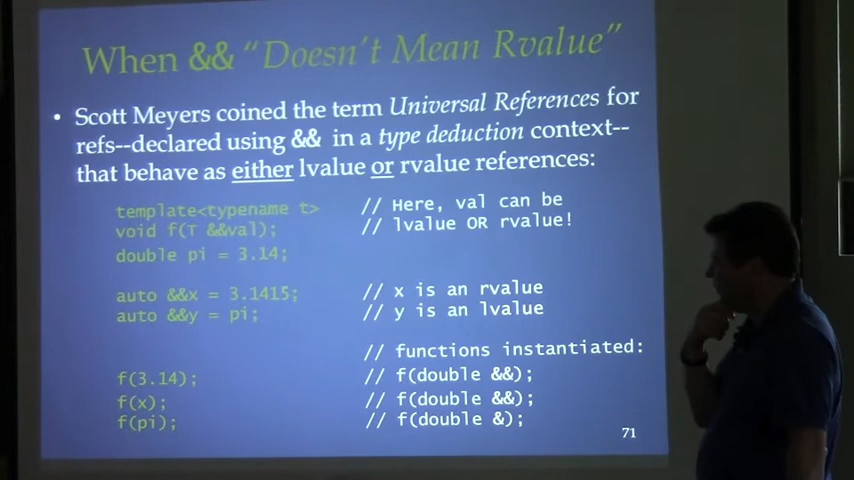 When && “Doesn't Mean Rvalue”
• Scott Meyers coined the term Universal References for
refs--declared using && in a type deduction context--
that behave as either lvalue or rvalue references:
template<typename t> // Here, val can be
void f(T &&val); // lvalue OR rvalue!
double pi = 3.14;
auto &&x = 3.1415; // x is an rvalue
auto &&y = pi; // y is an lvalue
// functions instantiated:
f(3.14); // f(double &&);
f(x); // f(double &&);
f(pi); // f(double &);
71